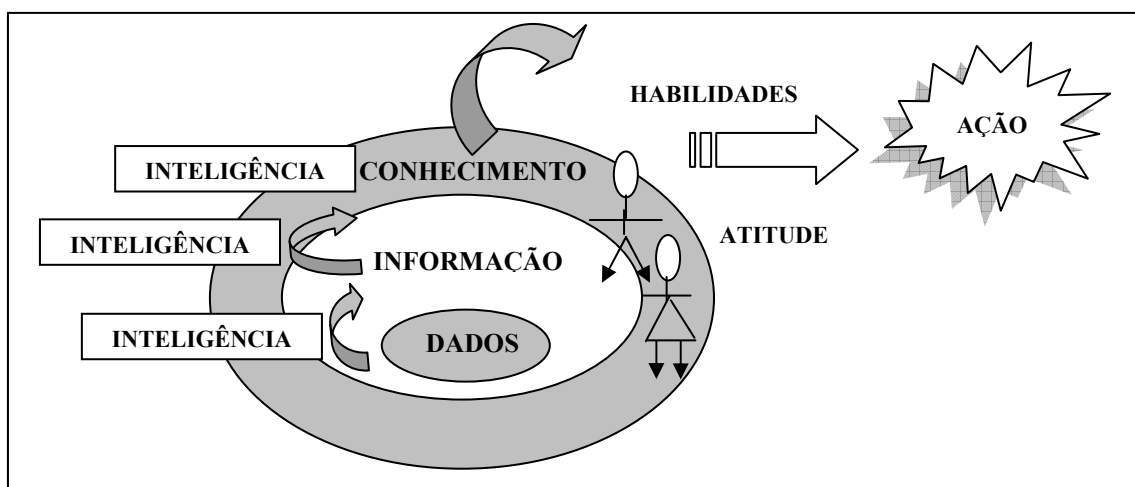 HABILIDADES
AÇÃO
INTELIGÊNCIA
CONHECIMENTO
INTELIGÊNCIA
ATITUDE
INFORMAÇÃO
INTELIGÊNCIA
DADOS